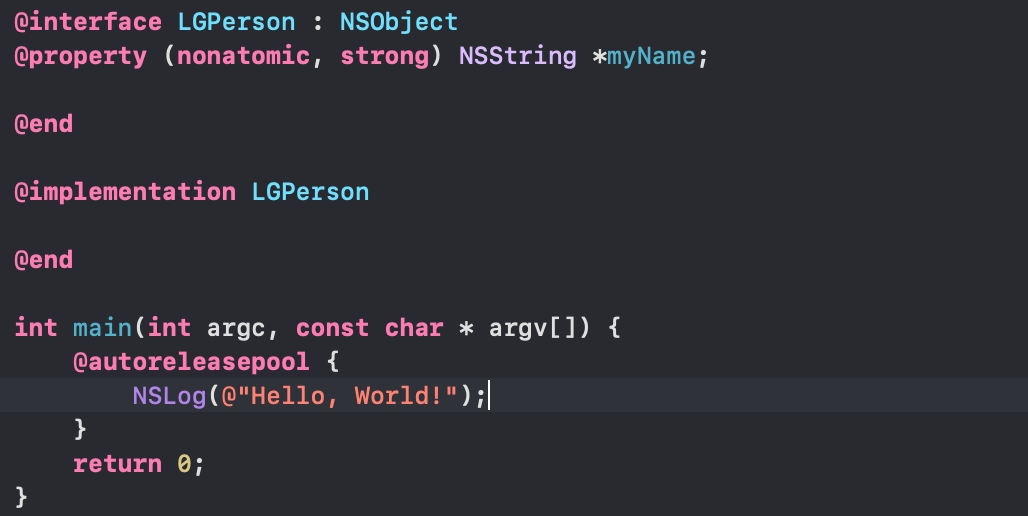 @interface LGPerson : NSObject
@property (nonatomic, strong) NSString *myName;
@end
@implementation LGPerson
@end
int main(int argc, const char * argv[]) {
    @autoreleasepool {
        NSLog(@"Hello, World!");
    }
    return 0;
}